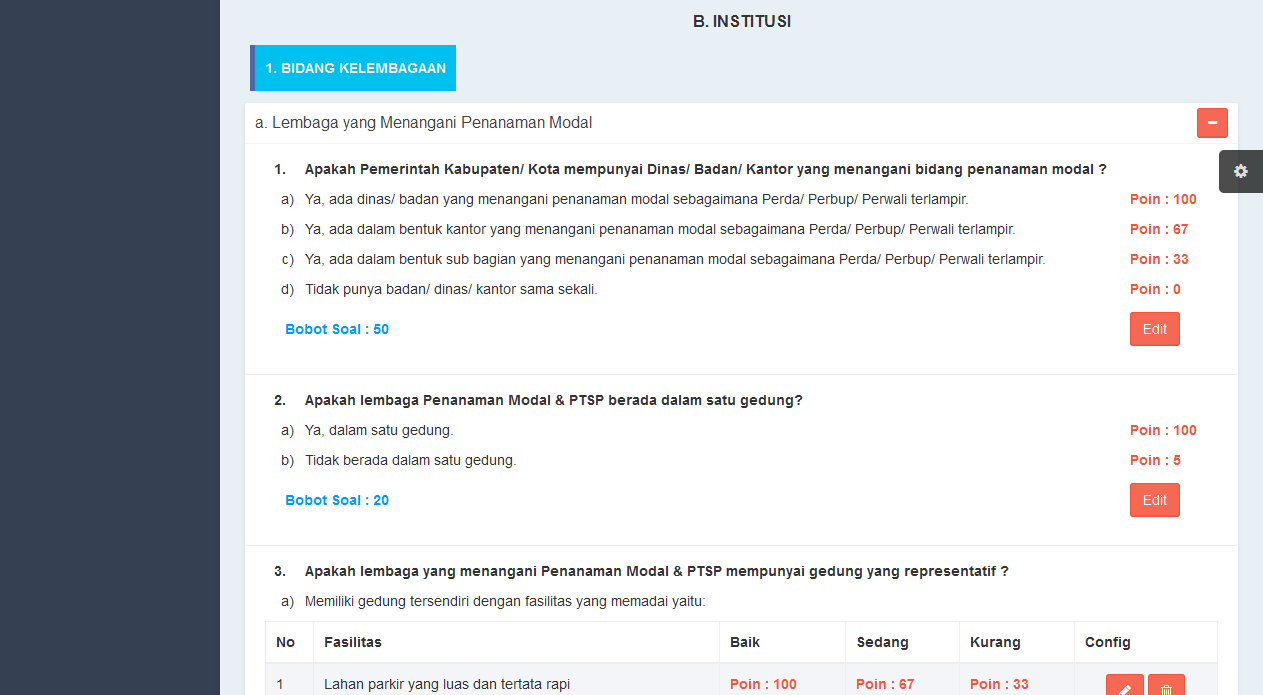 B. INSTITUSI
1. BIDANG KELEMBAGAAN
a. Lembaga yang Menangani Penanaman Modal
1. Apakah Pemerintah Kabupaten/ Kota mempunyai Dinas/ Badan/ Kantor yang menangani bidang penanaman modal ?
a) Ya, ada dinas/ badan yang menangani penanaman modal sebagaimana Perda/ Perbup/ Perwali terlampir. Poin : 100
b) Ya, ada dalam bentuk kantor yang menangani penanaman modal sebagaimana Perda/ Perbup/ Perwali terlampir. Poin : 67
c) Ya, ada dalam bentuk sub bagian yang menangani penanaman modal sebagaimana Perda/ Perbup/ Perwali terlampir. Poin : 33
d) Tidak punya badan/ dinas/ kantor sama sekali. Poin : 0
Bobot Soal : 50 Edit
2. Apakah lembaga Penanaman Modal & PTSP berada dalam satu gedung?
a) Ya, dalam satu gedung. Poin : 100
b) Tidak berada dalam satu gedung. Poin : 5
Bobot Soal : 20 Edit
3. Apakah lembaga yang menangani Penanaman Modal & PTSP mempunyai gedung yang representatif ?
a) Memiliki gedung tersendiri dengan fasilitas yang memadai yaitu:
No Fasilitas Baik Sedang Kurang Config
1 Lahan parkir yang luas dan tertata rapi Poin : 100 Poin : 67 Poin : 33